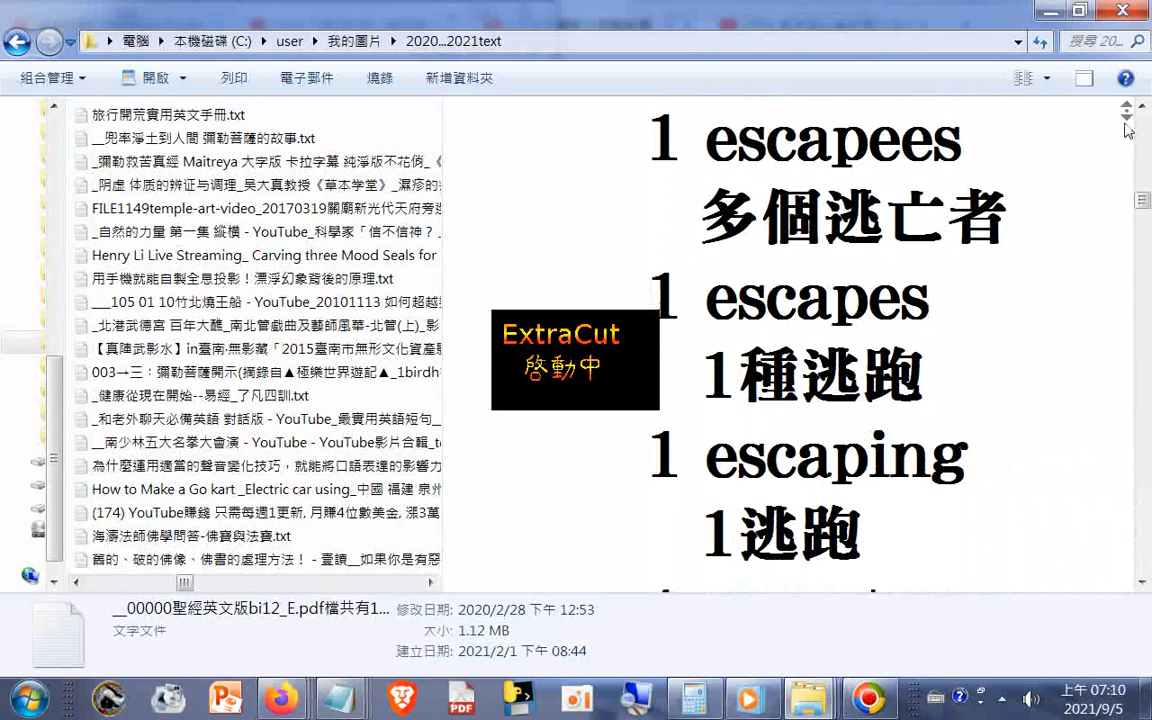 電腦 ▸ 本機磁碟 (C:) ▸ user ▸ 我的圖片 ▸ 2020...2021text
搜尋 20...
組合管理 開啟 列印 電子郵件 燒錄 新增資料夾
旅行開荒實用英文手冊.txt
__兜率淨土到人間 彌勒菩薩的故事.txt
_彌勒救苦真經 Maitreya 大字版 卡拉字幕 純淨版不花俏_《
_阴虚 体质的辨证与调理_吴大真教授《草本学堂》_濕疹的
FILE1149temple-art-video_20170319關廟新光代天府旁
_自然的力量 第一集 縱橫 - YouTube_科學家「信不信神？
Henry Li Live Streaming_ Carving three Mood Seals for
用手機就能自製全息投影！漂浮幻象背後的原理.txt
___105 01 10竹北燒王船 - YouTube_20101113 如何超越
_北港武德宮 百年大醮_南北管戲曲及藝師風華-北管(上)_影
【真陣武影水】in臺南·無影藏「2015臺南市無形文化資產
003→三：彌勒菩薩開示(摘錄自▲極樂世界遊記▲_1birdh
_健康從現在開始--易經_了凡四訓.txt
_和老外聊天必備英語 對話版 - YouTube_最實用英語短句_
__南少林五大名拳大會演 - YouTube - YouTube影片合輯_t
為什麼運用適當的聲音變化技巧，就能將口語表達的影響力
How to Make a Go kart _Electric car using_中國 福建 泉州
(174) YouTube賺錢 只需每週1更新, 月賺4位數美金, 漲3萬
海濤法師佛學問答-佛寶與法寶.txt
舊的、破的佛像、佛書的處理方法！ - 壹讀__如果你是有惡
1 escapees
多個逃亡者
1 escapes
1種逃跑
1 escaping
1逃跑
ExtraCut
啓動中
__00000聖經英文版bi12_E.pdf檔共有1... 修改日期: 2020/2/28 下午 12:53
文字文件 大小: 1.12 MB
建立日期: 2021/2/1 下午 08:44
上午 07:10
2021/9/5